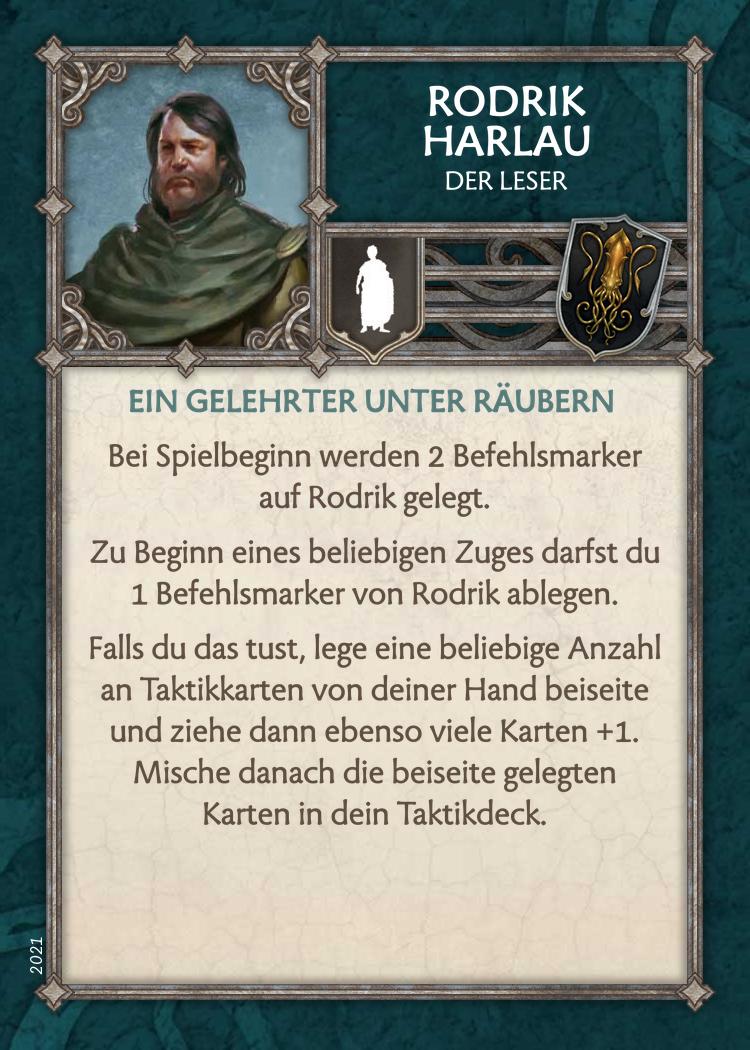 RODRIK
HARLAU
DER LESER
EIN GELEHRTER UNTER RÄUBERN
Bei Spielbeginn werden 2 Befehlsmarker
auf Rodrik gelegt.
Zu Beginn eines beliebigen Zuges darfst du
1 Befehlsmarker von Rodrik ablegen.
Falls du das tust, lege eine beliebige Anzahl
an Taktikkarten von deiner Hand beiseite
und ziehe dann ebenso viele Karten +1.
Mische danach die beiseite gelegten
Karten in dein Taktikdeck.
2021